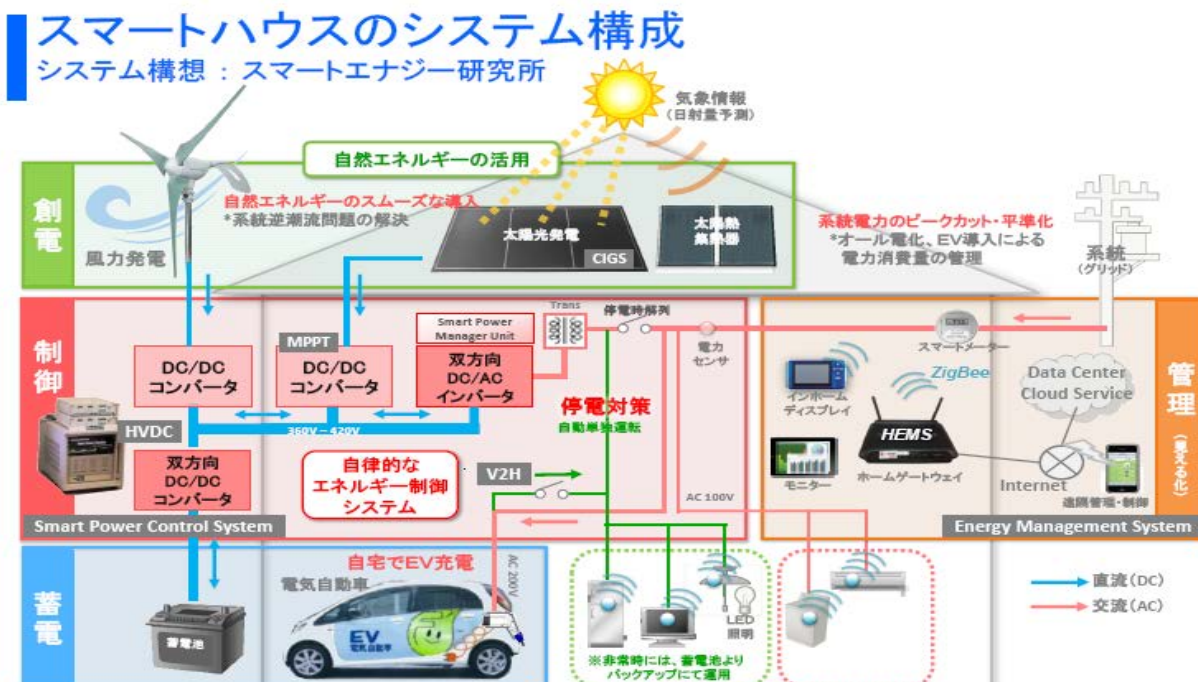 スマートハウスのシステム構成
システム構想 : スマートエナジー研究所
気象情報
(日射量予測)
自然エネルギーの活用
創電
自然エネルギーのスムーズな導入
*系統逆潮流問題の解決
風力発電
太陽光発電
CIGS
太陽熱
集熱器
系統電力のピークカット・平準化
*オール電化、EV導入による
電力消費量の管理
系統
(グリッド)
制御
Smart Power
Manager Unit
Trans
停電時解列
電力
センサ
スマートメーター
MPPT
DC/DC
コンバータ
DC/DC
コンバータ
双方向
DC/AC
インバータ
HVDC
360V－420V
停電対策
自動単独運転
双方向
DC/DC
コンバータ
自律的な
エネルギー制御
システム
V2H
AC 100V
Smart Power Control System
インホーム
ディスプレイ
モニター
ZigBee
HEMS
ホームゲートウェイ
Data Center
Cloud Service
Internet
遠隔管理・制御
管理
(見える化)
Energy Management System
蓄電
蓄電池
自宅でEV充電
電気自動車
EV
電気自動車
AC 200V
LED
照明
※非常時には、蓄電池より
バックアップにて運用
直流(DC)
交流(AC)